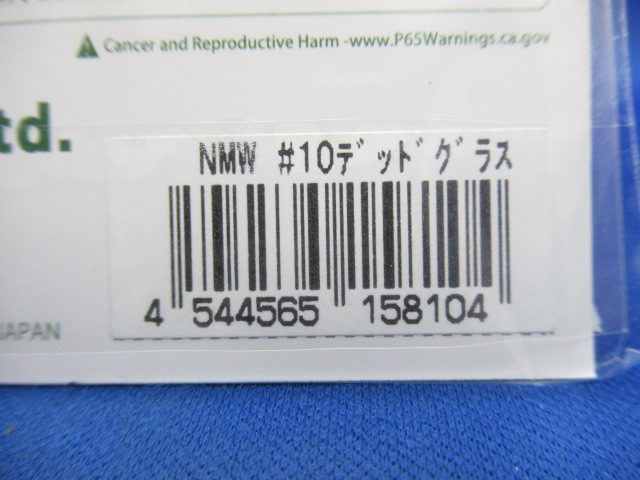 Cancer and Reproductive Harm -www.P65Warnings.ca.gov
td.
NMW #10ﾃﾞｯﾄﾞｸﾞﾗｽ
4 544565 158104
JAPAN